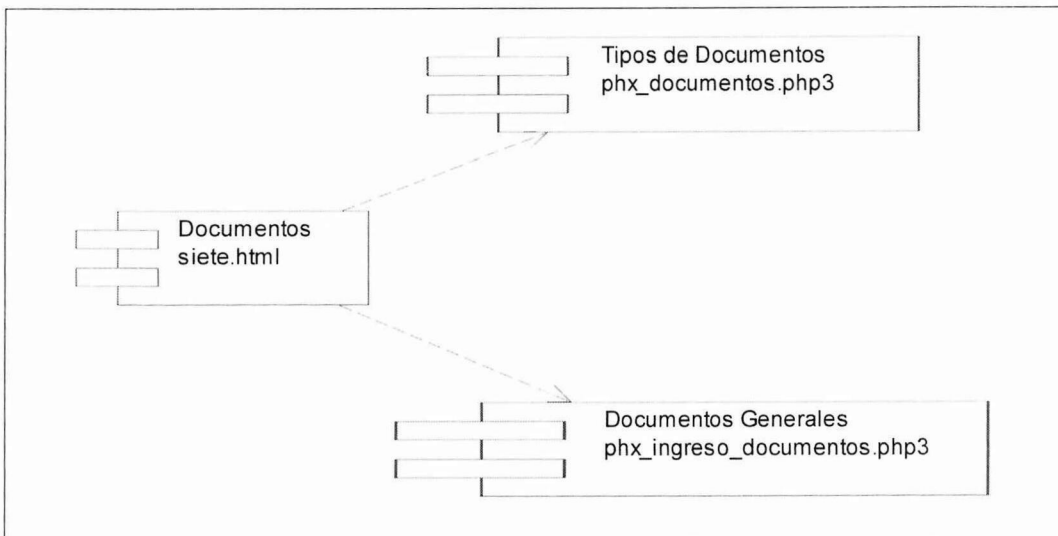 Tipos de Documentos
phx_documentos.php3
Documentos
siete.html
Documentos Generales
phx_ingreso_documentos.php3